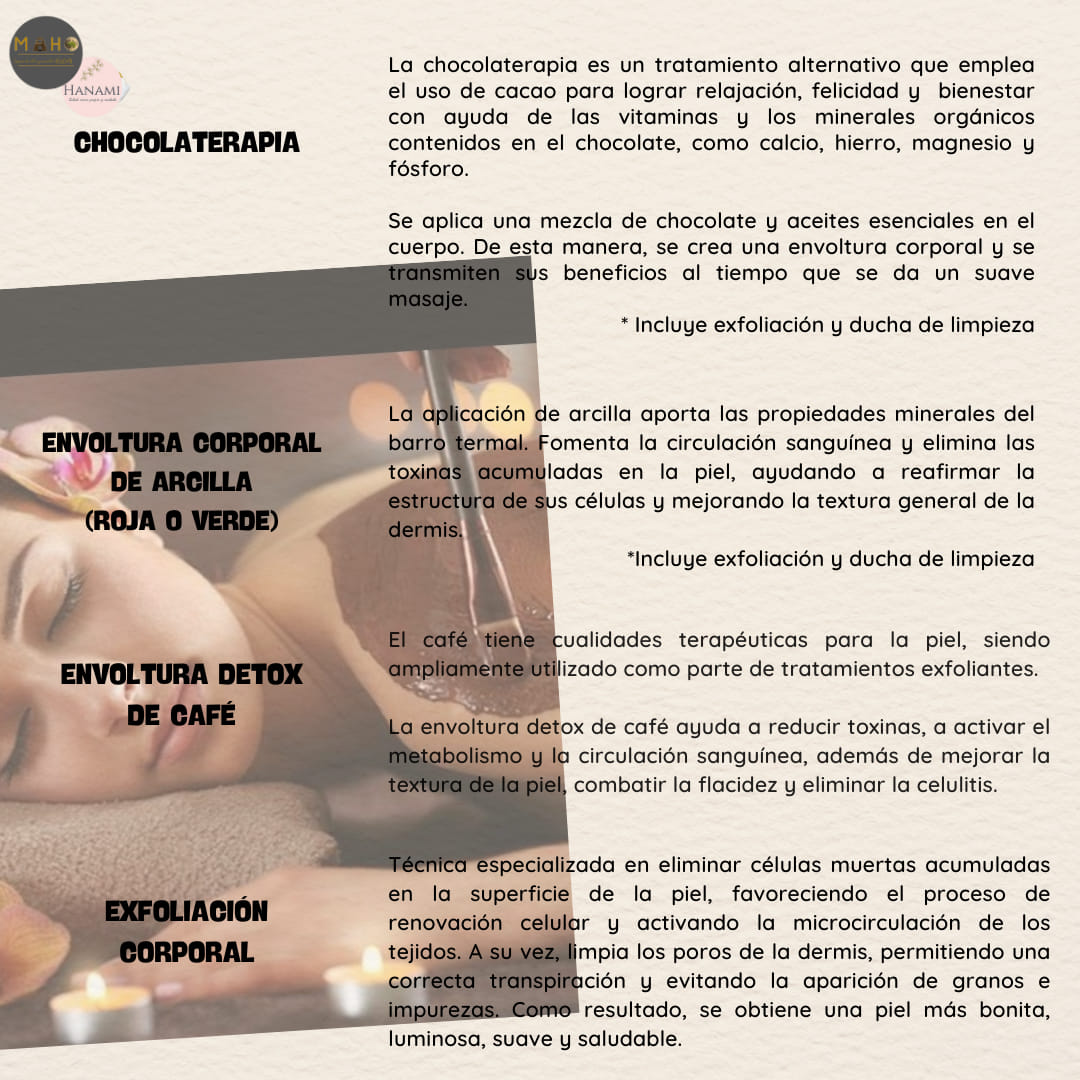 MOHO
HANAMI
CHOCOLATERAPIA
La chocolaterapia es un tratamiento alternativo que emplea
el uso de cacao para lograr relajación, felicidad y bienestar
con ayuda de las vitaminas y los minerales orgánicos
contenidos en el chocolate, como calcio, hierro, magnesio y
fósforo.
Se aplica una mezcla de chocolate y aceites esenciales en el
cuerpo. De esta manera, se crea una envoltura corporal y se
transmiten sus beneficios al tiempo que se da un suave
masaje.
* Incluye exfoliación y ducha de limpieza
ENVOLTURA CORPORAL
DE ARCILLA
(ROJA O VERDE)
La aplicación de arcilla aporta las propiedades minerales del
barro termal. Fomenta la circulación sanguínea y elimina las
toxinas acumuladas en la piel, ayudando a reafirmar la
estructura de sus células y mejorando la textura general de la
dermis.
*Incluye exfoliación y ducha de limpieza
ENVOLTURA DETOX
DE CAFÉ
El café tiene cualidades terapéuticas para la piel, siendo
ampliamente utilizado como parte de tratamientos exfoliantes.
La envoltura detox de café ayuda a reducir toxinas, a activar el
metabolismo y la circulación sanguínea, además de mejorar la
textura de la piel, combatir la flacidez y eliminar la celulitis.
EXFOLIACIÓN
CORPORAL
Técnica especializada en eliminar células muertas acumuladas
en la superficie de la piel, favoreciendo el proceso de
renovación celular y activando la microcirculación de los
tejidos. A su vez, limpia los poros de la dermis, permitiendo una
correcta transpiración y evitando la aparición de granos e
impurezas. Como resultado, se obtiene una piel más bonita,
luminosa, suave y saludable.